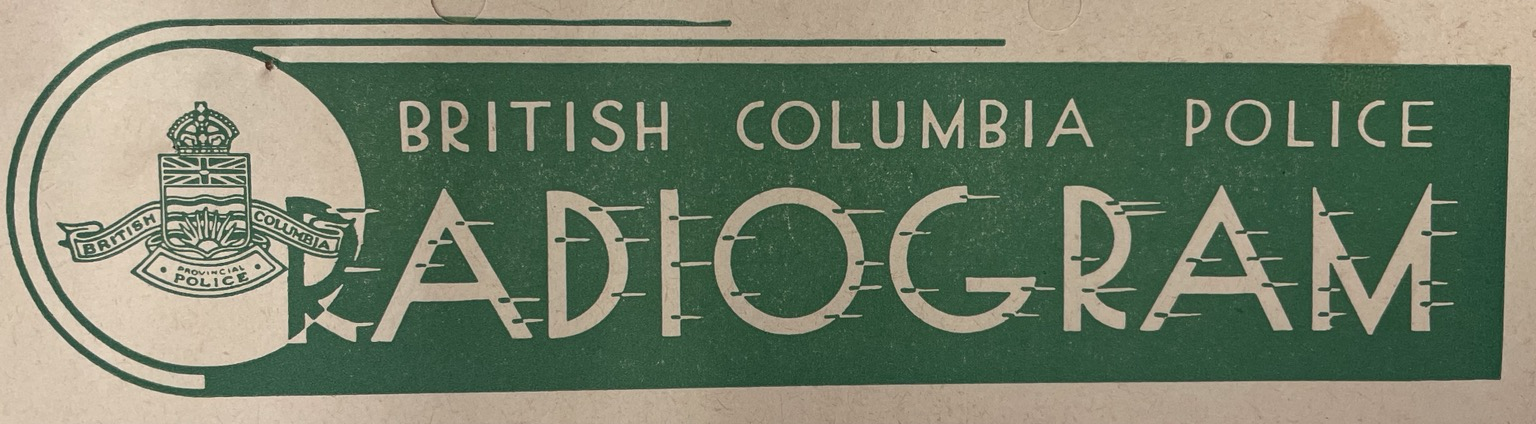 BRITISH COLUMBIA POLICE
RADIOGRAM
BRITISH COLUMBIA
PROVINCIAL
POLICE